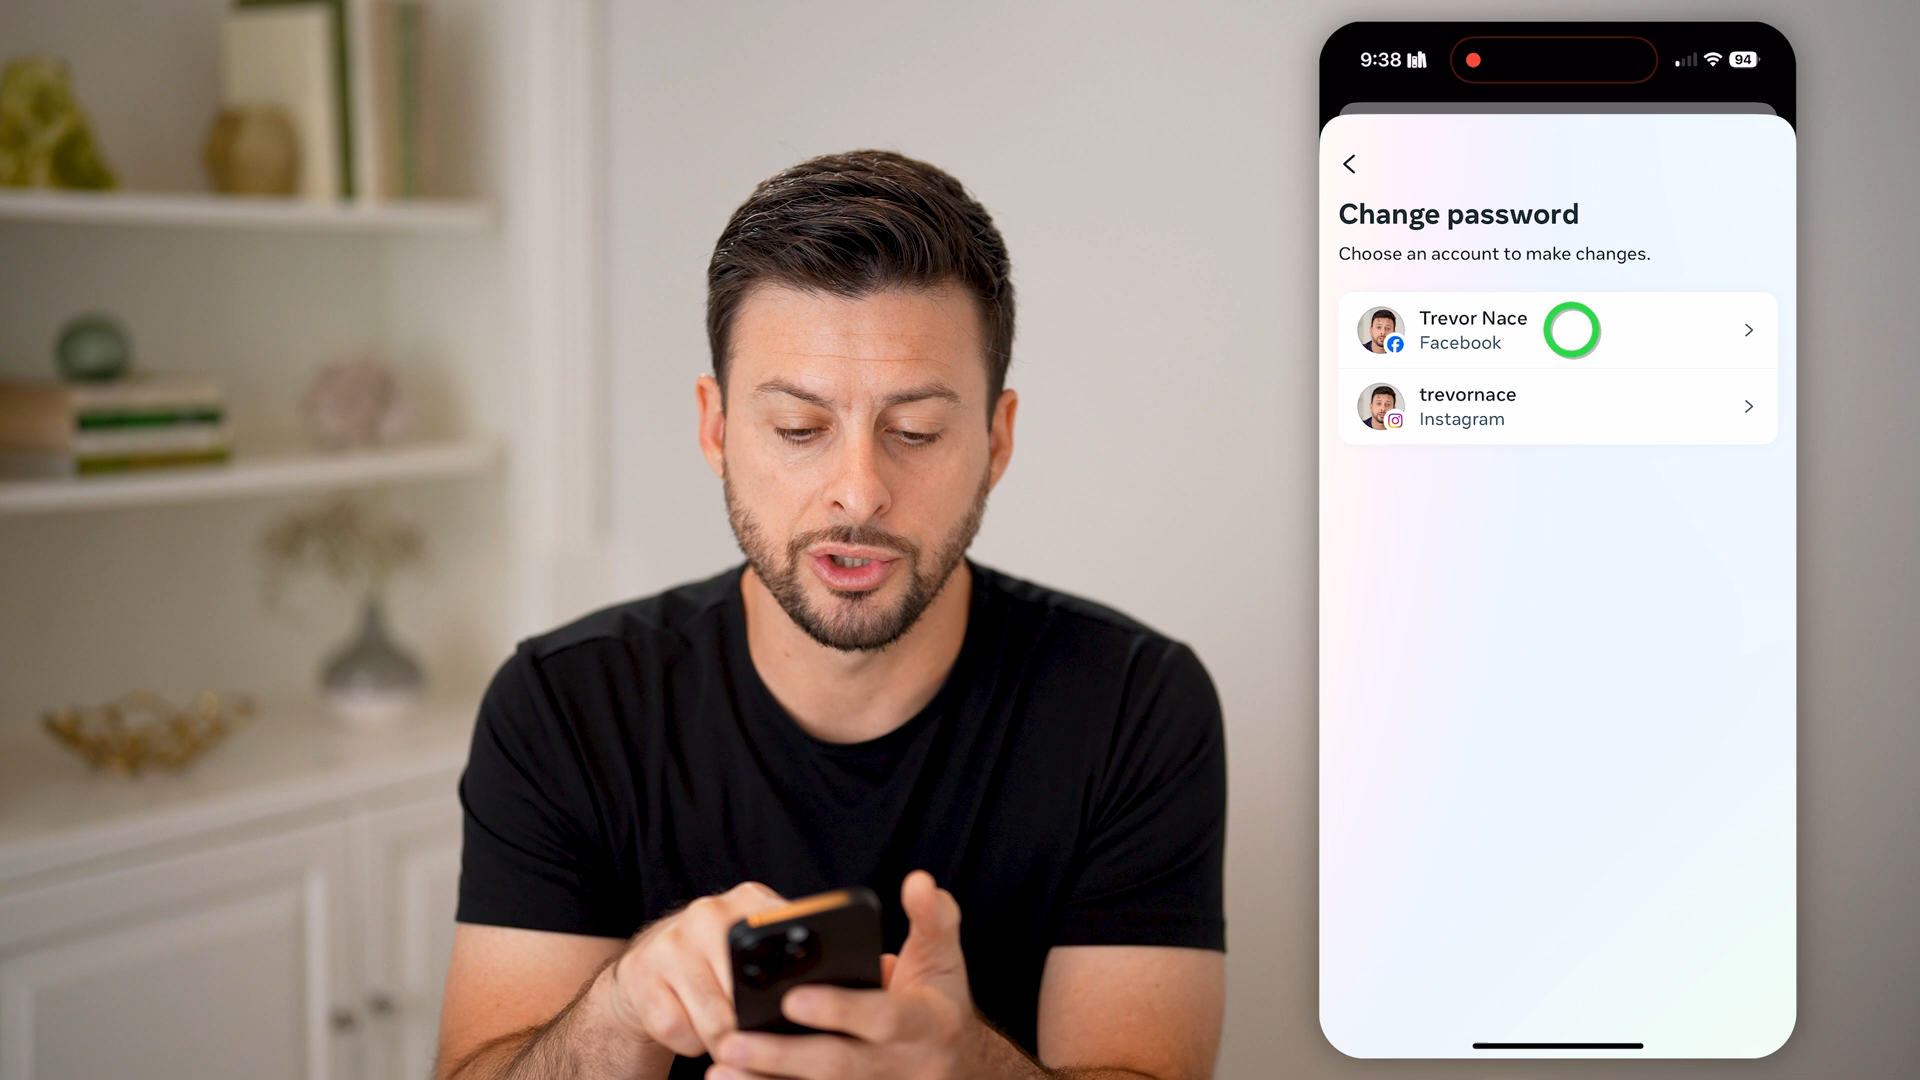 9:38
94
Change password
Choose an account to make changes.
Trevor Nace
Facebook
trevornace
Instagram